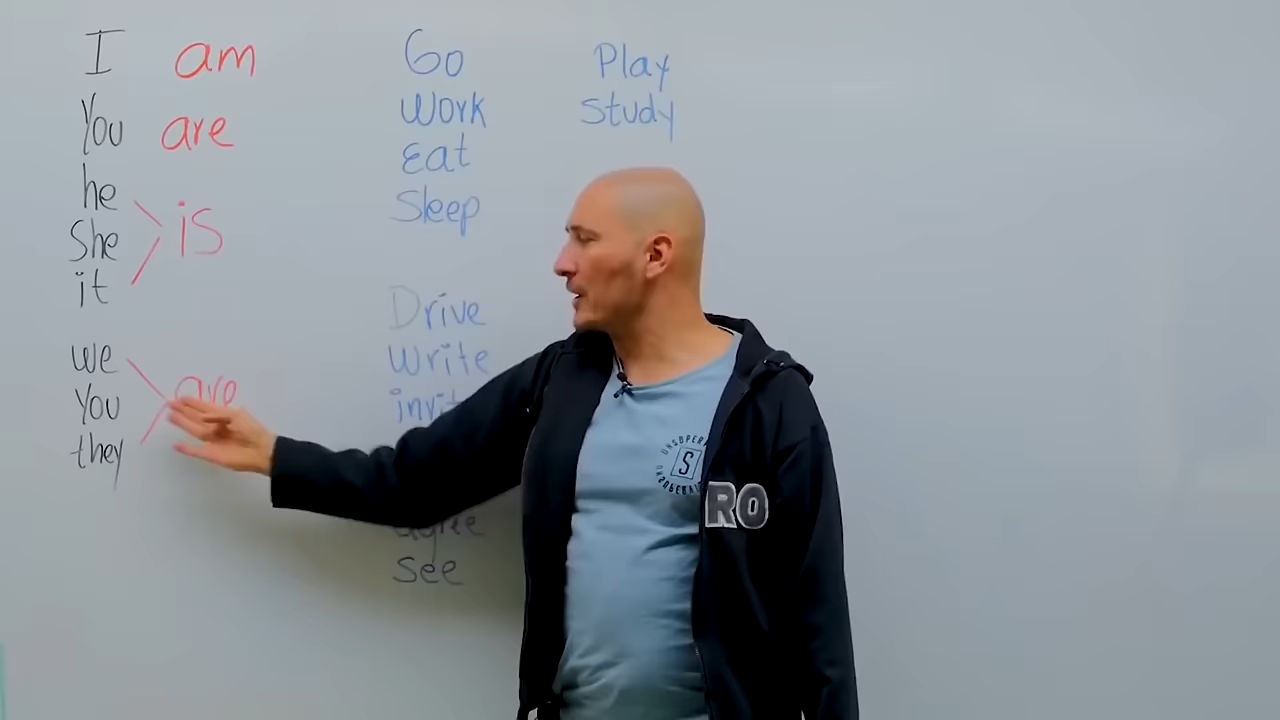 I am
You are
he
She is
it
we
You are
they
Go
Work
Eat
Sleep
Drive
Write
agree
See
Play
Study
S
RO